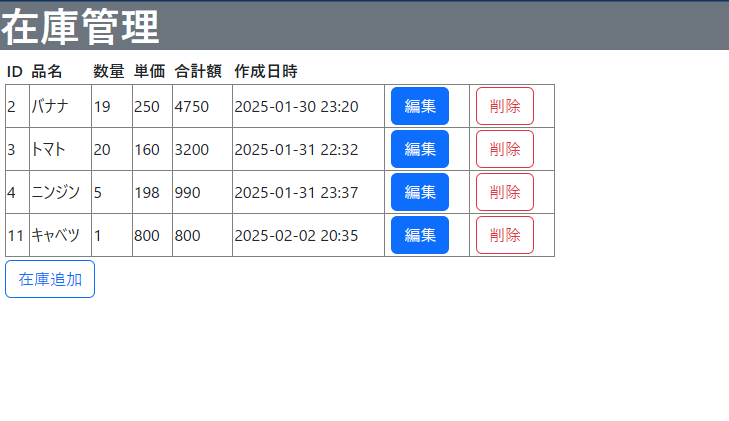 在庫管理
ID 品名 数量 単価 合計額 作成日時
2 バナナ 19 250 4750 2025-01-30 23:20 編集 削除
3 トマト 20 160 3200 2025-01-31 22:32 編集 削除
4 ニンジン 5 198 990 2025-01-31 23:37 編集 削除
11 キャベツ 1 800 800 2025-02-02 20:35 編集 削除
在庫追加